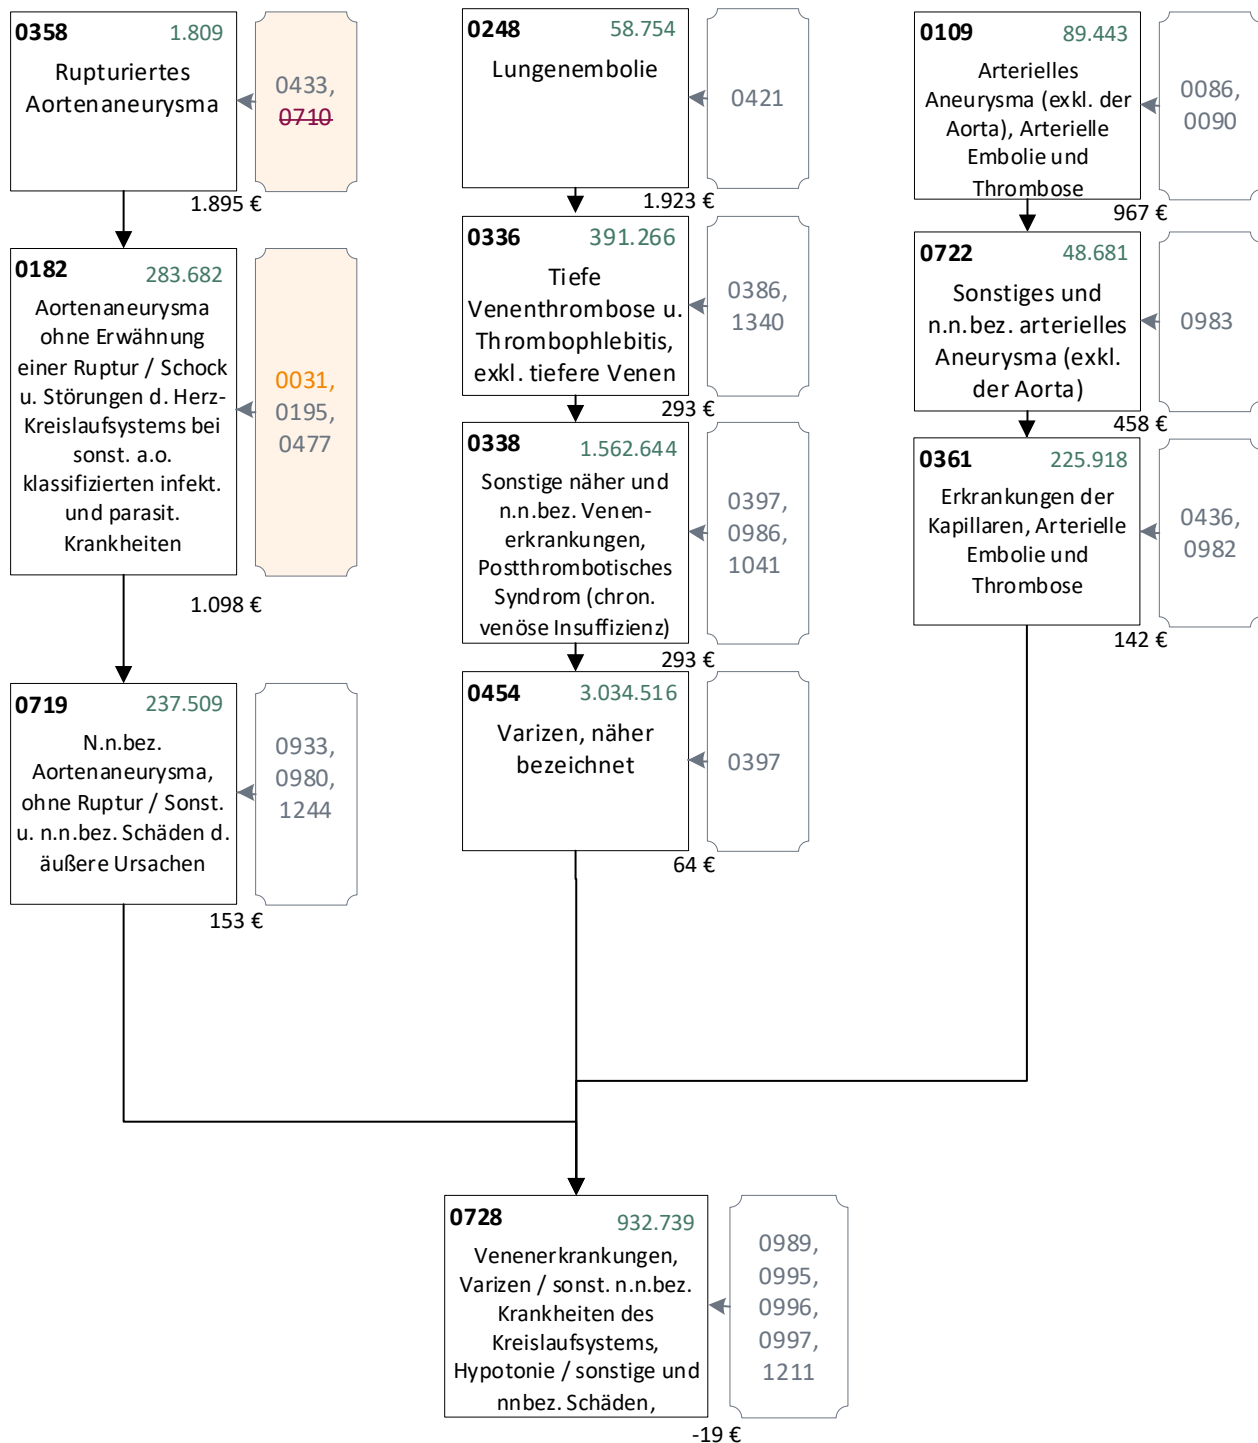 0358 1.809
Rupturiertes
Aortenaneurysma
0433,
0710
1.895 €
0182 283.682
Aortenaneurysma
ohne Erwähnung
einer Ruptur / Schock
u. Störungen d. Herz-
Kreislaufsystems bei
sonst. a.o.
klassifizierten infekt.
und parasit.
Krankheiten
0031,
0195,
0477
1.098 €
0719 237.509
N.n.bez.
Aortenaneurysma,
ohne Ruptur / Sonst.
u. n.n.bez. Schäden d.
äußere Ursachen
0933,
0980,
1244
153 €
0248 58.754
Lungenembolie
0421
1.923 €
0336 391.266
Tiefe
Venenthrombose u.
Thrombophlebitis,
exkl. tiefere Venen
0386,
1340
293 €
0338 1.562.644
Sonstige näher und
n.n.bez. Venen-
erkrankungen,
Postthrombotisches
Syndrom (chron.
venöse Insuffizienz)
0397,
0986,
1041
293 €
0454 3.034.516
Varizen, näher
bezeichnet
0397
64 €
0109 89.443
Arterielles
Aneurysma (exkl. der
Aorta), Arterielle
Embolie und
Thrombose
0086,
0090
967 €
0722 48.681
Sonstiges und
n.n.bez. arterielles
Aneurysma (exkl.
der Aorta)
0983
458 €
0361 225.918
Erkrankungen der
Kapillaren, Arterielle
Embolie und
Thrombose
0436,
0982
142 €
0728 932.739
Venenerkrankungen,
Varizen / sonst. n.n.bez.
Krankheiten des
Kreislaufsystems,
Hypotonie / sonstige und
nnbez. Schäden,
0989,
0995,
0996,
0997,
1211
-19 €